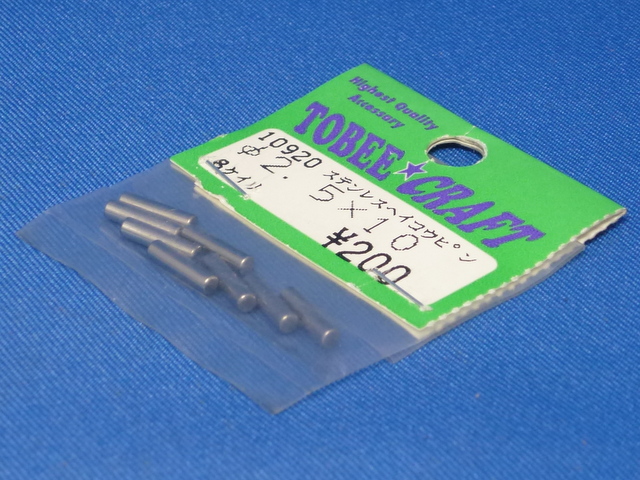 Highest Quality
Accessury
TOBEE★CRAFT
10920 ステンレスヘイコウピン
φ2.5×10
8ケイリ ¥200